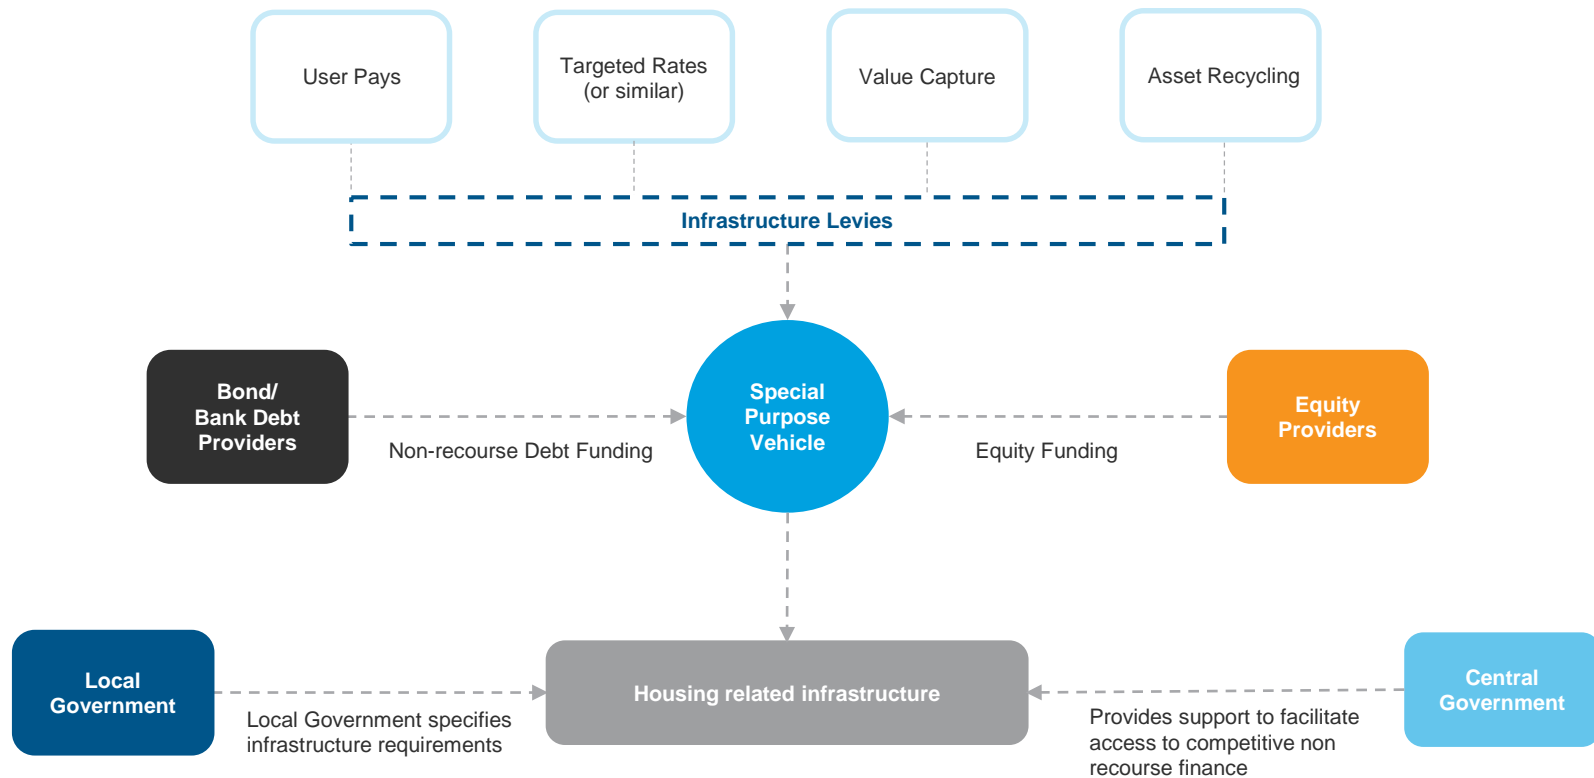 User Pays
Targeted Rates
(or similar)
Value Capture
Asset Recycling
Infrastructure Levies
Bond/
Bank Debt
Providers
Non-recourse Debt Funding
Special
Purpose
Vehicle
Equity Funding
Equity
Providers
Local
Government
Local Government specifies
infrastructure requirements
Housing related infrastructure
Provides support to facilitate
access to competitive non
recourse finance
Central
Government